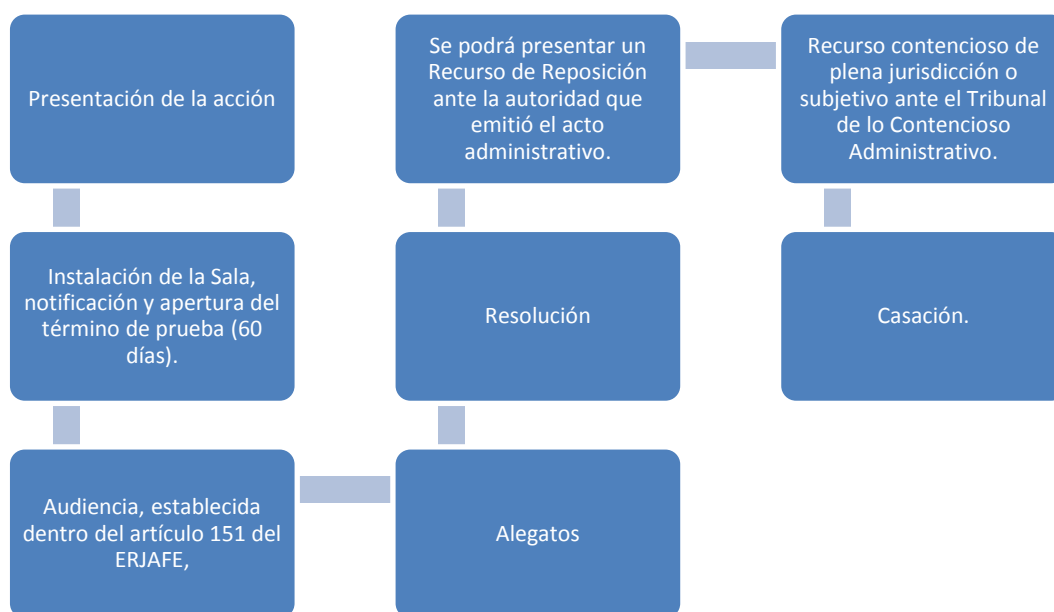 Presentación de la acción
Instalación de la Sala,
notificación y apertura del
término de prueba (60
días).
Audiencia, establecida
dentro del artículo 151 del
ERJAFE,
Alegatos
Resolución
Se podrá presentar un
Recurso de Reposición
ante la autoridad que
emitió el acto
administrativo.
Recurso contencioso de
plena jurisdicción o
subjetivo ante el Tribunal
de lo Contencioso
Administrativo.
Casación.